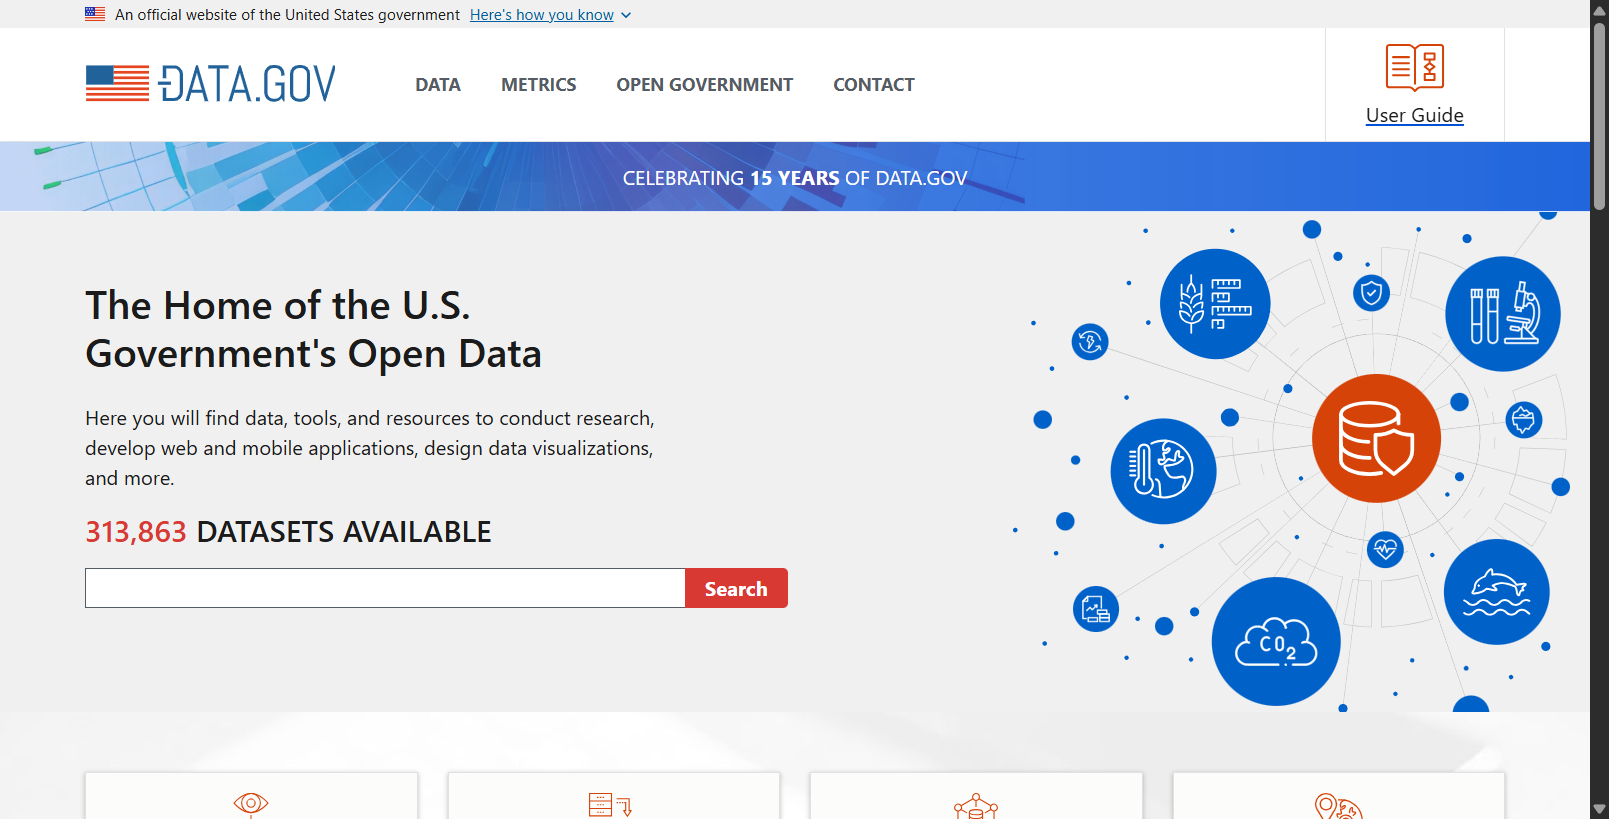 An official website of the United States government Here's how you know
DATA.GOV
DATA METRICS OPEN GOVERNMENT CONTACT
User Guide
CELEBRATING 15 YEARS OF DATA.GOV
The Home of the U.S.
Government's Open Data
Here you will find data, tools, and resources to conduct research,
develop web and mobile applications, design data visualizations,
and more.
313,863 DATASETS AVAILABLE
Search
CO2